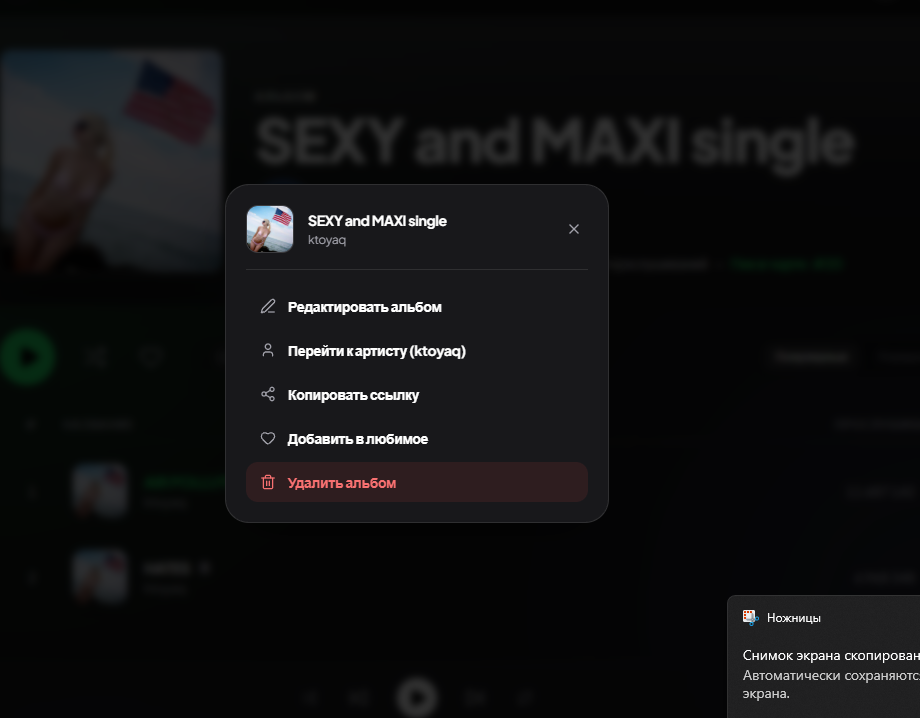 SEXY and MAXI single
SEXY and MAXI single
ktoyaq
Редактировать альбом
Перейти к артисту (ktoyaq)
Копировать ссылку
Добавить в любимое
Удалить альбом
Ножницы
Снимок экрана скопирован
Автоматически сохраняютс
экрана.